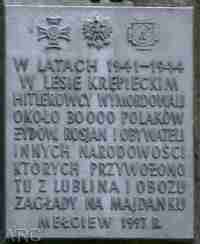 W LATACH 1941-1944
W LESIE KRĘPIECKIM
HITLEROWCY WYMORDOWALI
OKOŁO 30000 POLAKÓW
ŻYDÓW, ROSJAN I OBYWATELI
INNYCH NARODOWOŚCI
KTÓRYCH PRZYWOŻONO
TU Z LUBLINA I OBOZU
ZAGŁADY NA MAJDANKU
MEŁGIEW 1997 R.
ARC